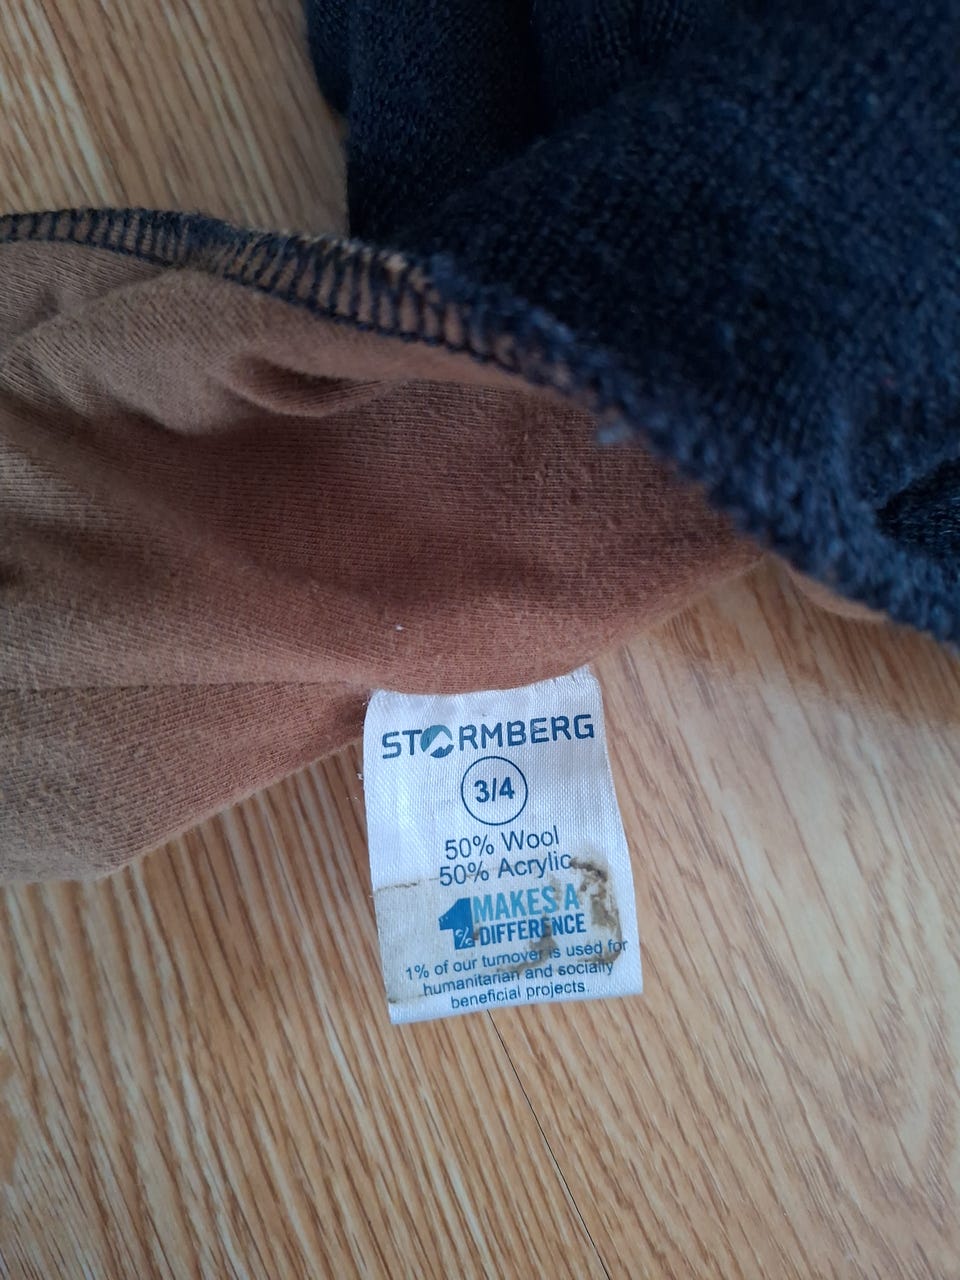 STORMBERG
3/4
50% Wool
50% Acrylic
1% MAKES A
DIFFERENCE
1% of our turnover is used for
humanitarian and socially
beneficial projects.